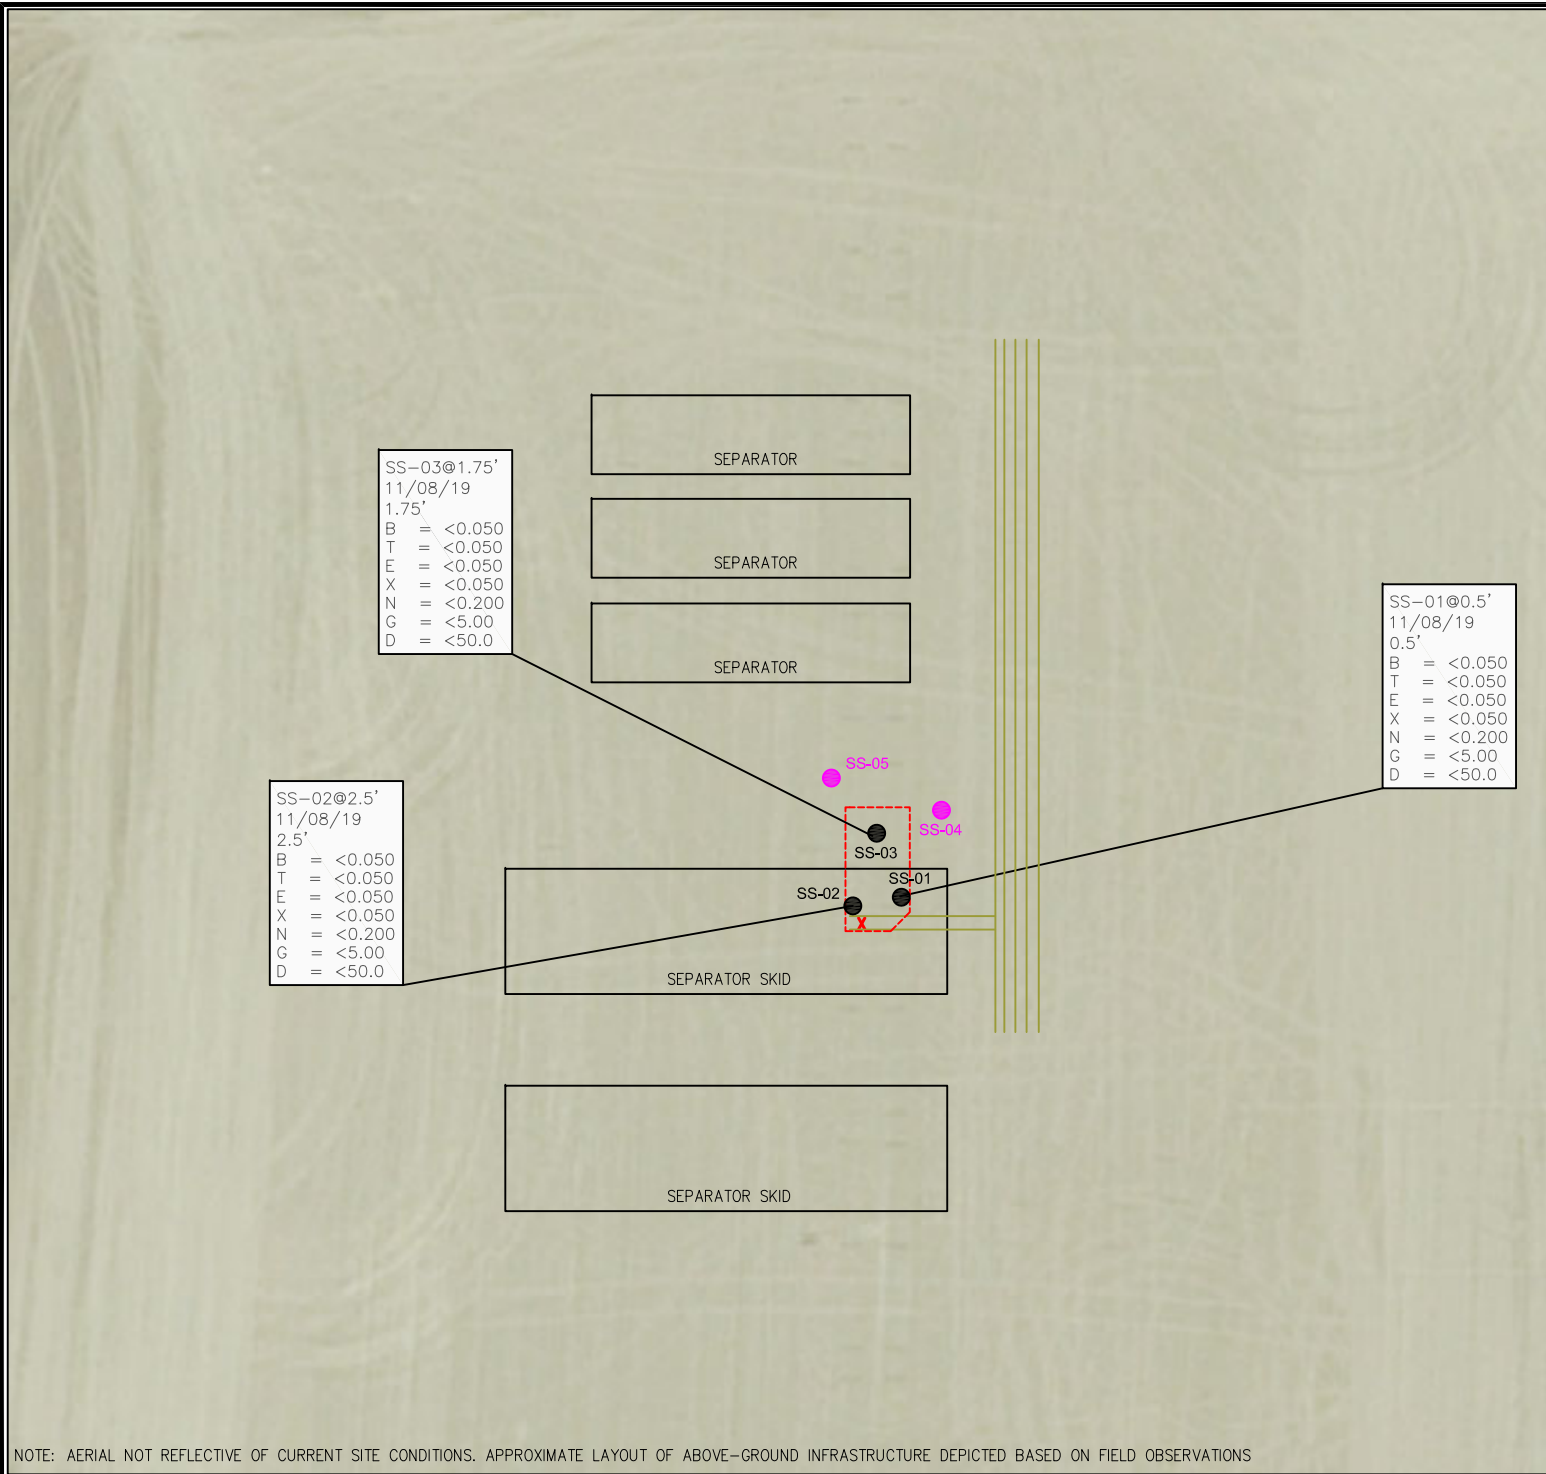 SEPARATOR
SS-03@1.75'
11/08/19
1.75'
B = <0.050
T = <0.050
E = <0.050
X = <0.050
N = <0.200
G = <5.00
D = <50.0
SEPARATOR
SEPARATOR
SS-01@0.5'
11/08/19
0.5'
B = <0.050
T = <0.050
E = <0.050
X = <0.050
N = <0.200
G = <5.00
D = <50.0
SS-05
SS-04
SS-03
SS-02@2.5'
11/08/19
2.5'
B = <0.050
T = <0.050
E = <0.050
X = <0.050
N = <0.200
G = <5.00
D = <50.0
SS-01
SS-02
X
SEPARATOR SKID
SEPARATOR SKID
NOTE: AERIAL NOT REFLECTIVE OF CURRENT SITE CONDITIONS. APPROXIMATE LAYOUT OF ABOVE-GROUND INFRASTRUCTURE DEPICTED BASED ON FIELD OBSERVATIONS